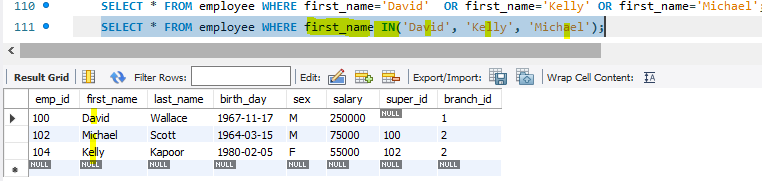 110 SELECT * FROM employee WHERE first_name='David' OR first_name='Kelly' OR first_name='Michael';
111 SELECT * FROM employee WHERE first_name IN('David', 'Kelly', 'Michael');
Result Grid Filter Rows: Edit: Export/Import: Wrap Cell Content: IA
emp_id first_name last_name birth_day sex salary super_id branch_id
100 David Wallace 1967-11-17 M 250000 NULL 1
102 Michael Scott 1964-03-15 M 75000 100 2
104 Kelly Kapoor 1980-02-05 F 55000 102 2
NULL NULL NULL NULL NULL NULL NULL NULL